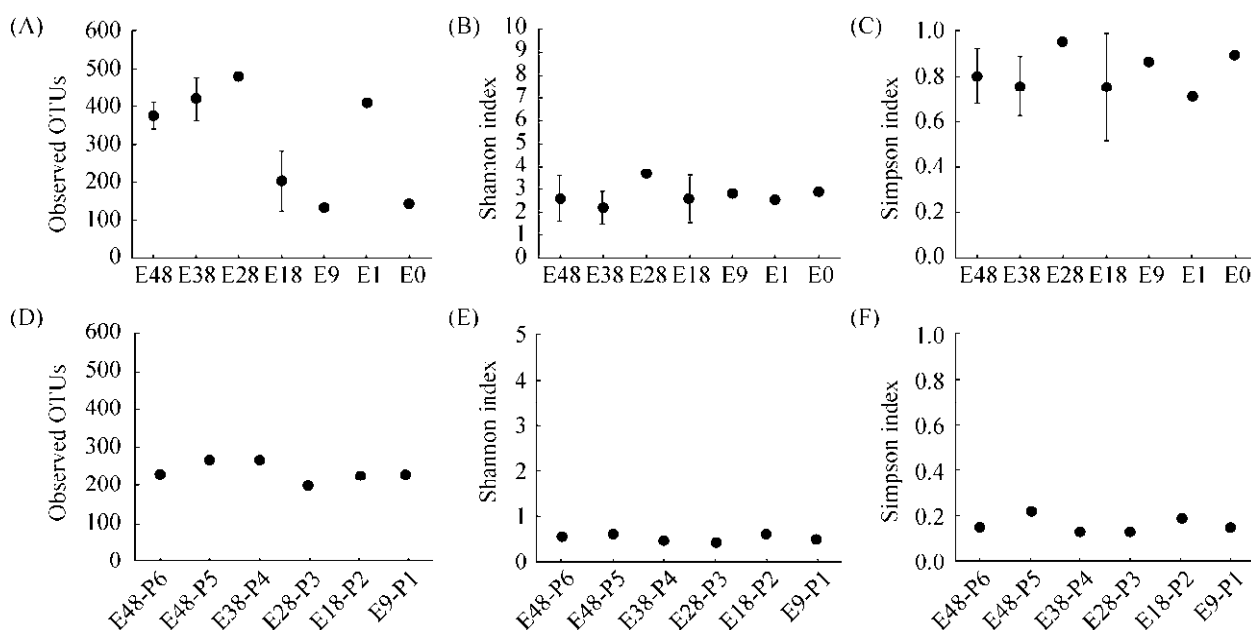 (A)
Observed OTUs
600
500
400
300
200
100
0
E48 E38 E28 E18 E9 E1 E0
(B)
Shannon index
10
9
8
7
6
5
4
3
2
1
0
E48 E38 E28 E18 E9 E1 E0
(C)
Simpson index
1.0
0.8
0.6
0.4
0.2
0.0
E48 E38 E28 E18 E9 E1 E0
(D)
Observed OTUs
600
500
400
300
200
100
0
E48-P6 E48-P5 E38-P4 E28-P3 E18-P2 E9-P1
(E)
Shannon index
5
4
3
2
1
0
E48-P6 E48-P5 E38-P4 E28-P3 E18-P2 E9-P1
(F)
Simpson index
1.0
0.8
0.6
0.4
0.2
0.0
E48-P6 E48-P5 E38-P4 E28-P3 E18-P2 E9-P1